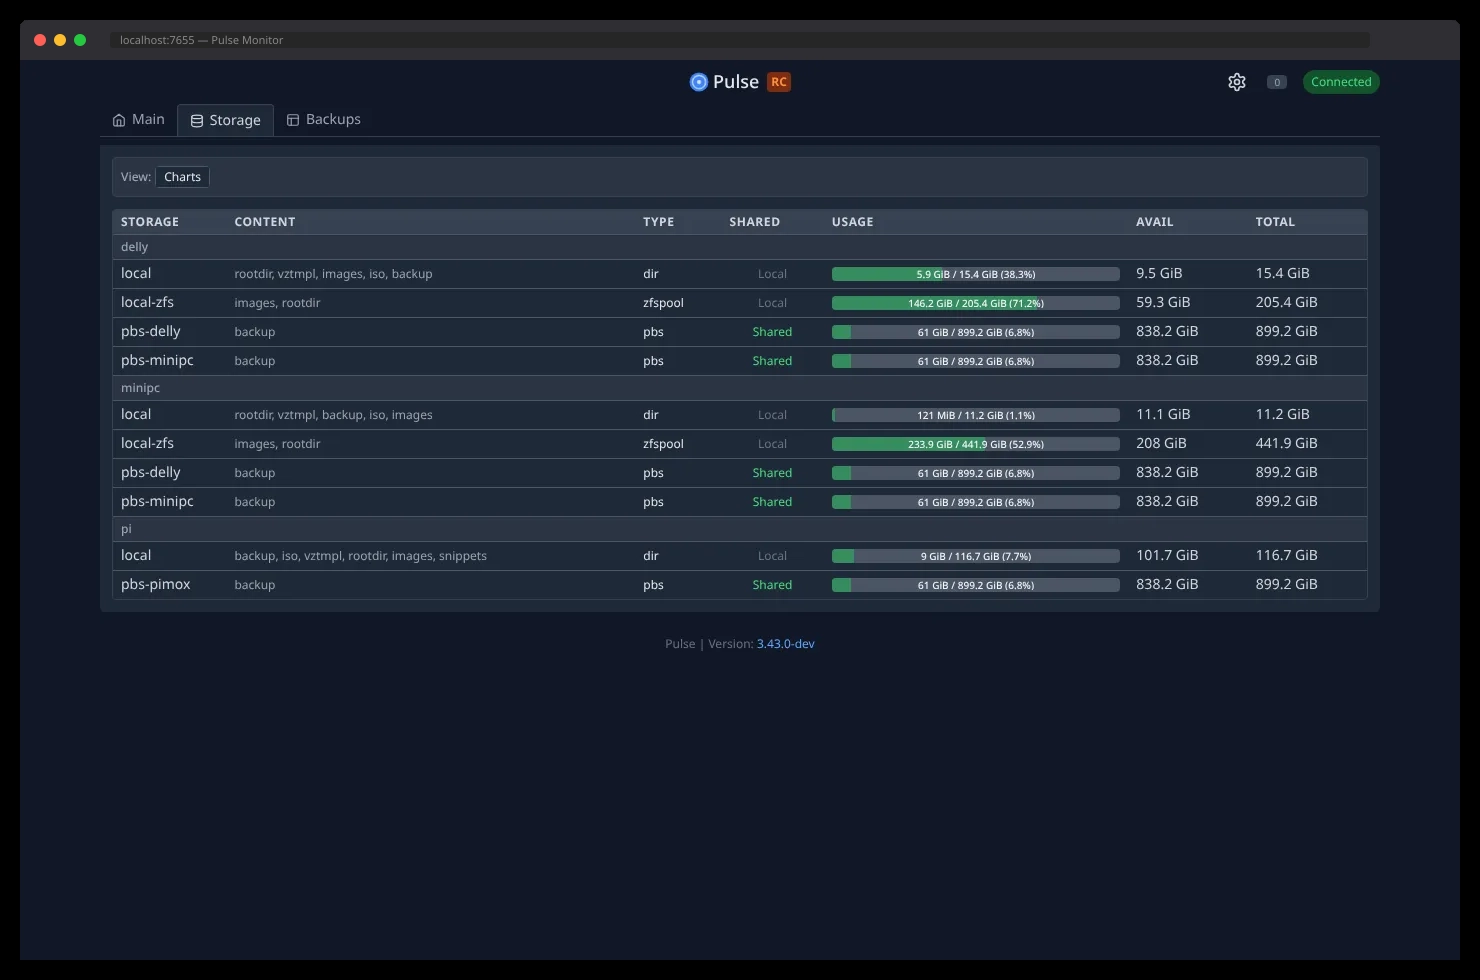 localhost:7655 — Pulse Monitor
Pulse RC
0 Connected
Main Storage Backups
View: Charts
STORAGE CONTENT TYPE SHARED USAGE AVAIL TOTAL
delly
local rootdir, vztmpl, images, iso, backup dir Local 5.9 GiB / 15.4 GiB (38.3%) 9.5 GiB 15.4 GiB
local-zfs images, rootdir zfspool Local 146.2 GiB / 205.4 GiB (71.2%) 59.3 GiB 205.4 GiB
pbs-delly backup pbs Shared 61 GiB / 899.2 GiB (6.8%) 838.2 GiB 899.2 GiB
pbs-minipc backup pbs Shared 61 GiB / 899.2 GiB (6.8%) 838.2 GiB 899.2 GiB
minipc
local rootdir, vztmpl, backup, iso, images dir Local 121 MiB / 11.2 GiB (1.1%) 11.1 GiB 11.2 GiB
local-zfs images, rootdir zfspool Local 233.9 GiB / 441.9 GiB (52.9%) 208 GiB 441.9 GiB
pbs-delly backup pbs Shared 61 GiB / 899.2 GiB (6.8%) 838.2 GiB 899.2 GiB
pbs-minipc backup pbs Shared 61 GiB / 899.2 GiB (6.8%) 838.2 GiB 899.2 GiB
pi
local backup, iso, vztmpl, rootdir, images, snippets dir Local 9 GiB / 116.7 GiB (7.7%) 101.7 GiB 116.7 GiB
pbs-pimox backup pbs Shared 61 GiB / 899.2 GiB (6.8%) 838.2 GiB 899.2 GiB
Pulse | Version: 3.43.0-dev